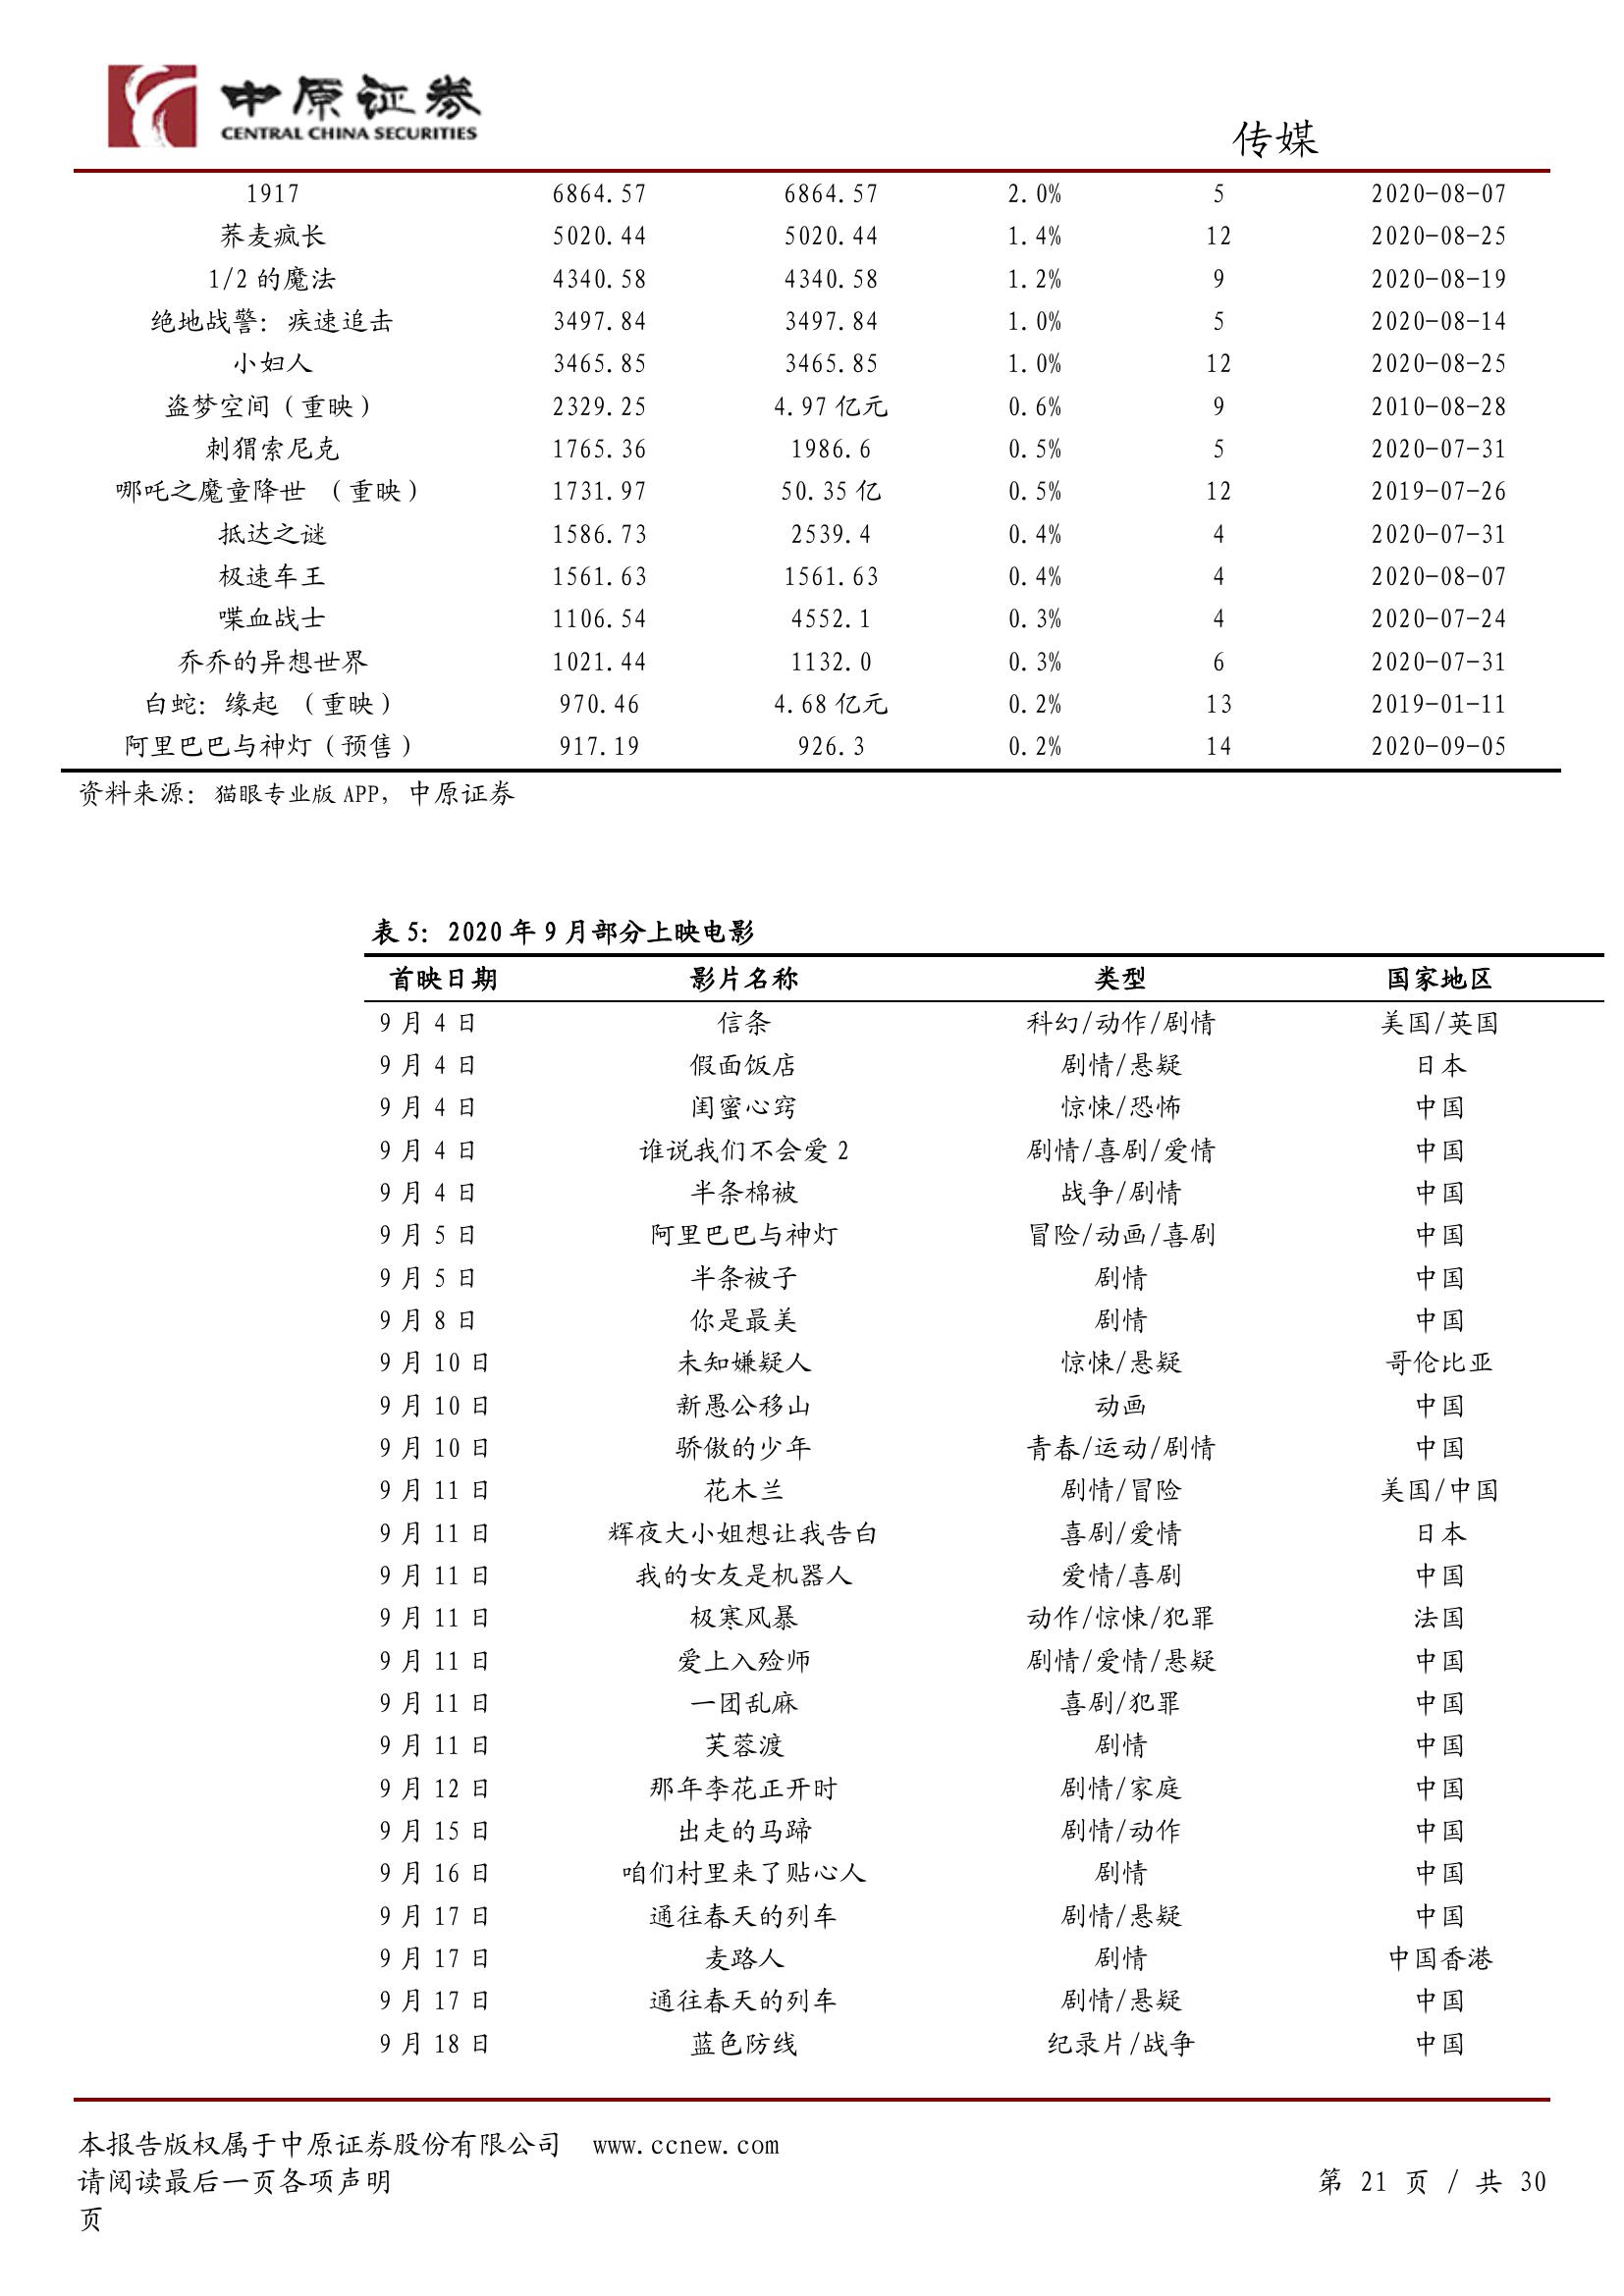 中原证券
CENTRAL CHINA SECURITIES
传媒
1917 6864.57 6864.57 2.0% 5 2020-08-07
荞麦疯长 5020.44 5020.44 1.4% 12 2020-08-25
1/2 的魔法 4340.58 4340.58 1.2% 9 2020-08-19
绝地战警：疾速追击 3497.84 3497.84 1.0% 5 2020-08-14
小妇人 3465.85 3465.85 1.0% 12 2020-08-25
盗梦空间（重映） 2329.25 4.97 亿元 0.6% 9 2010-08-28
刺猬索尼克 1765.36 1986.6 0.5% 5 2020-07-31
哪吒之魔童降世 （重映） 1731.97 50.35 亿 0.5% 12 2019-07-26
抵达之谜 1586.73 2539.4 0.4% 4 2020-07-31
极速车王 1561.63 1561.63 0.4% 4 2020-08-07
喋血战士 1106.54 4552.1 0.3% 4 2020-07-24
乔乔的异想世界 1021.44 1132.0 0.3% 6 2020-07-31
白蛇：缘起 （重映） 970.46 4.68 亿元 0.2% 13 2019-01-11
阿里巴巴与神灯（预售） 917.19 926.3 0.2% 14 2020-09-05
资料来源：猫眼专业版 APP，中原证券
表 5：2020 年 9 月部分上映电影
首映日期 影片名称 类型 国家地区
9 月 4 日 信条 科幻/动作/剧情 美国/英国
9 月 4 日 假面饭店 剧情/悬疑 日本
9 月 4 日 闺蜜心窍 惊悚/恐怖 中国
9 月 4 日 谁说我们不会爱 2 剧情/喜剧/爱情 中国
9 月 4 日 半条棉被 战争/剧情 中国
9 月 5 日 阿里巴巴与神灯 冒险/动画/喜剧 中国
9 月 5 日 半条被子 剧情 中国
9 月 8 日 你是最美 剧情 中国
9 月 10 日 未知嫌疑人 惊悚/悬疑 哥伦比亚
9 月 10 日 新愚公移山 动画 中国
9 月 10 日 骄傲的少年 青春/运动/剧情 中国
9 月 11 日 花木兰 剧情/冒险 美国/中国
9 月 11 日 辉夜大小姐想让我告白 喜剧/爱情 日本
9 月 11 日 我的女友是机器人 爱情/喜剧 中国
9 月 11 日 极寒风暴 动作/惊悚/犯罪 法国
9 月 11 日 爱上入殓师 剧情/爱情/悬疑 中国
9 月 11 日 一团乱麻 喜剧/犯罪 中国
9 月 11 日 芙蓉渡 剧情 中国
9 月 12 日 那年李花正开时 剧情/家庭 中国
9 月 15 日 出走的马蹄 剧情/动作 中国
9 月 16 日 咱们村里来了贴心人 剧情 中国
9 月 17 日 通往春天的列车 剧情/悬疑 中国
9 月 17 日 麦路人 剧情 中国香港
9 月 17 日 通往春天的列车 剧情/悬疑 中国
9 月 18 日 蓝色防线 纪录片/战争 中国
本报告版权属于中原证券股份有限公司 www.ccnew.com
请阅读最后一页各项声明 第 21 页 / 共 30
页